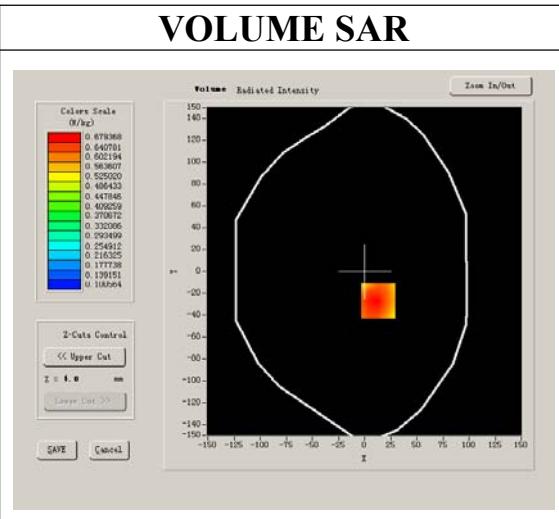 VOLUME SAR
Volume Radiated Intensity
Zoom In/Out
Colors Scale
(W/kg)
0.679368
0.640781
0.602194
0.563607
0.525020
0.486433
0.447846
0.409259
0.370672
0.332086
0.293499
0.254912
0.216325
0.177738
0.139151
0.100564
150
140
120
100
80
60
40
20
0
-20
-40
-60
-80
-100
-120
-140
-150
Y
-150 -125 -100 -75 -50 -25 0 25 50 75 100 125 150
X
Z-Cuts Control
<< Upper Cut
Z = 4.0 mm
Lower Cut >>
SAVE Cancel